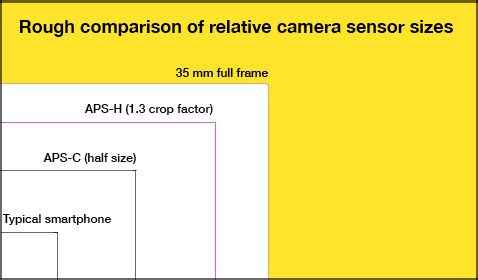 Rough comparison of relative camera sensor sizes
35 mm full frame
APS-H (1.3 crop factor)
APS-C (half size)
Typical smartphone